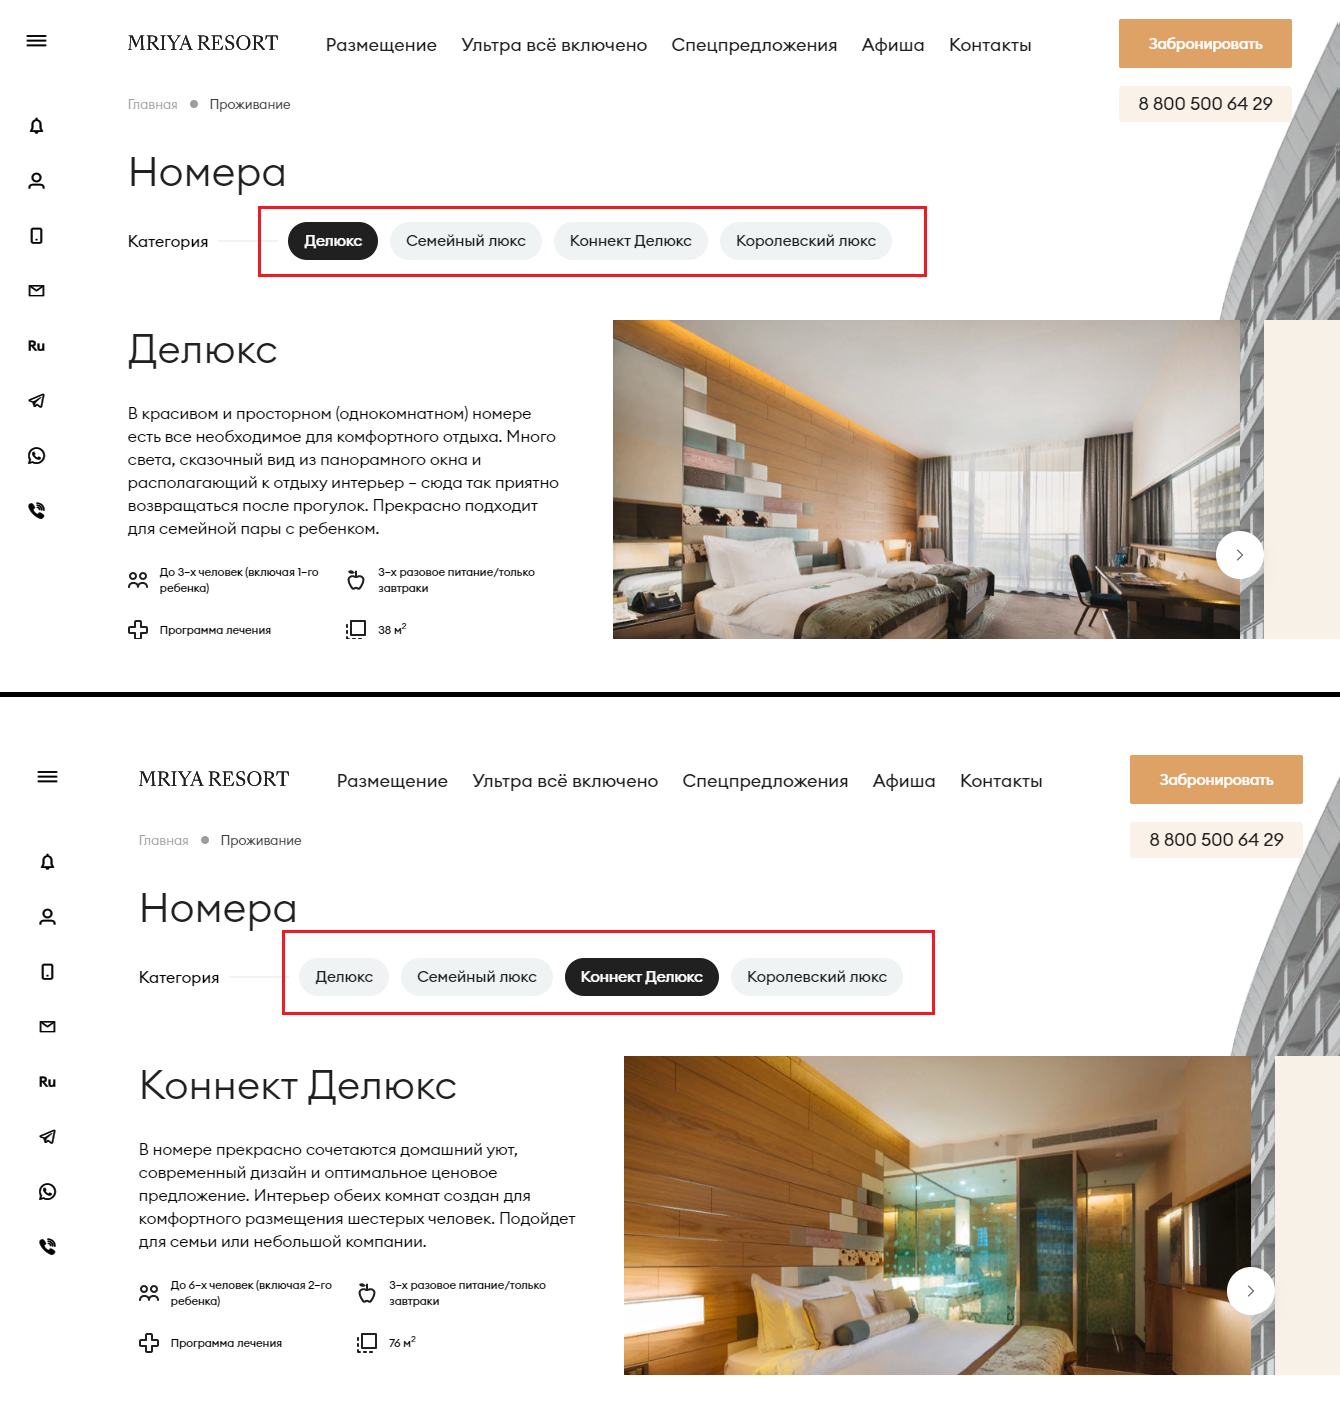 MRIYA RESORT
Размещение Ультра всё включено Спецпредложения Афиша Контакты
Забронировать
8 800 500 64 29
Главная Проживание
Номера
Категория Делюкс Семейный люкс Коннект Делюкс Королевский люкс
Ru
Делюкс
В красивом и просторном (однокомнатном) номере
есть все необходимое для комфортного отдыха. Много
света, сказочный вид из панорамного окна и
располагающий к отдыху интерьер – сюда так приятно
возвращаться после прогулок. Прекрасно подходит
для семейной пары с ребенком.
До 3-х человек (включая 1-го
ребенка)
3-х разовое питание/только
завтраки
Программа лечения
38 м²
MRIYA RESORT
Размещение Ультра всё включено Спецпредложения Афиша Контакты
Забронировать
8 800 500 64 29
Главная Проживание
Номера
Категория Делюкс Семейный люкс Коннект Делюкс Королевский люкс
Ru
Коннект Делюкс
В номере прекрасно сочетаются домашний уют,
современный дизайн и оптимальное ценовое
предложение. Интерьер обеих комнат создан для
комфортного размещения шестерых человек. Подойдет
для семьи или небольшой компании.
До 6-х человек (включая 2-го
ребенка)
3-х разовое питание/только
завтраки
Программа лечения
76 м²